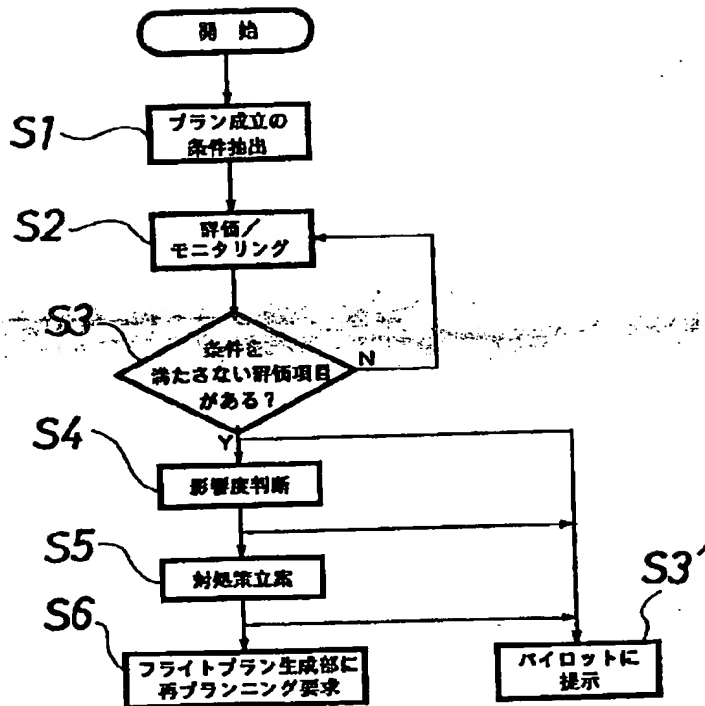 開始
S1
プラン成立の
条件抽出
S2
評価/
モニタリング
S3
条件を
満たさない評価項目
がある?
N
Y
S4
影響度判断
S5
対処策立案
S3'
S6
フライトプラン生成部に
再プランニング要求
パイロットに
提示